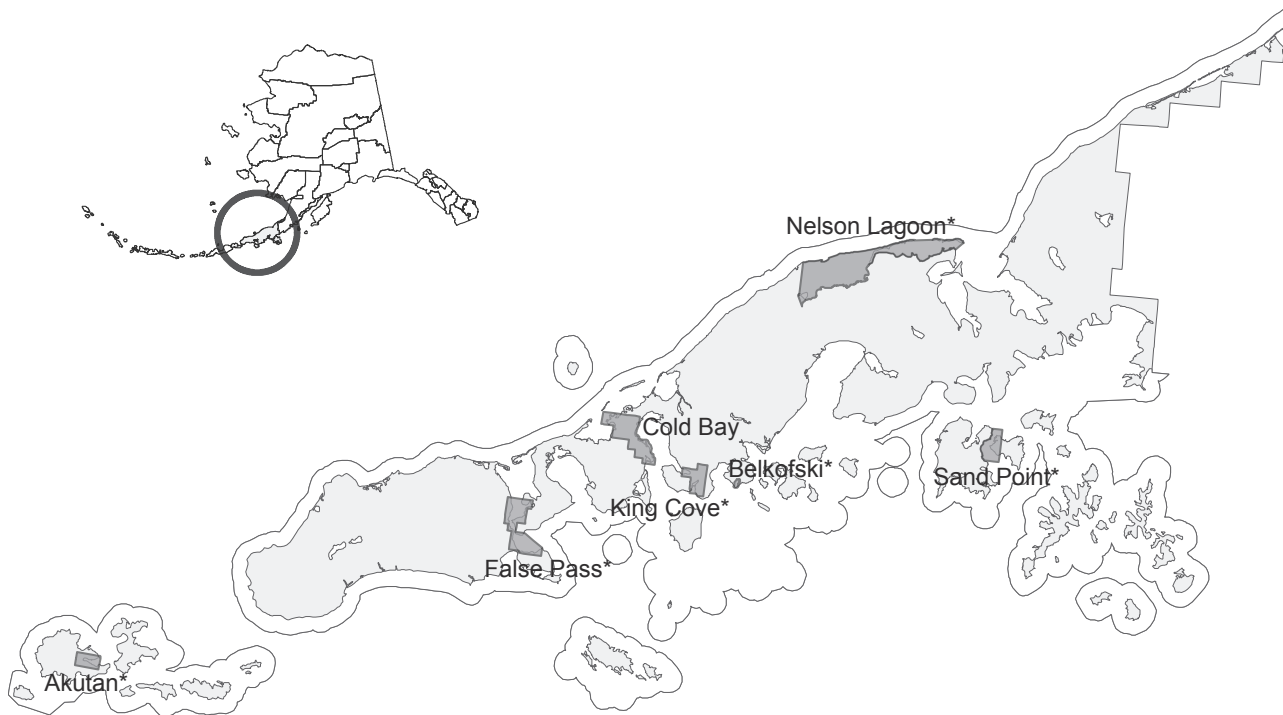 Nelson Lagoon*
Cold Bay
Belkofski*
Sand Point*
King Cove*
False Pass*
Akutan*